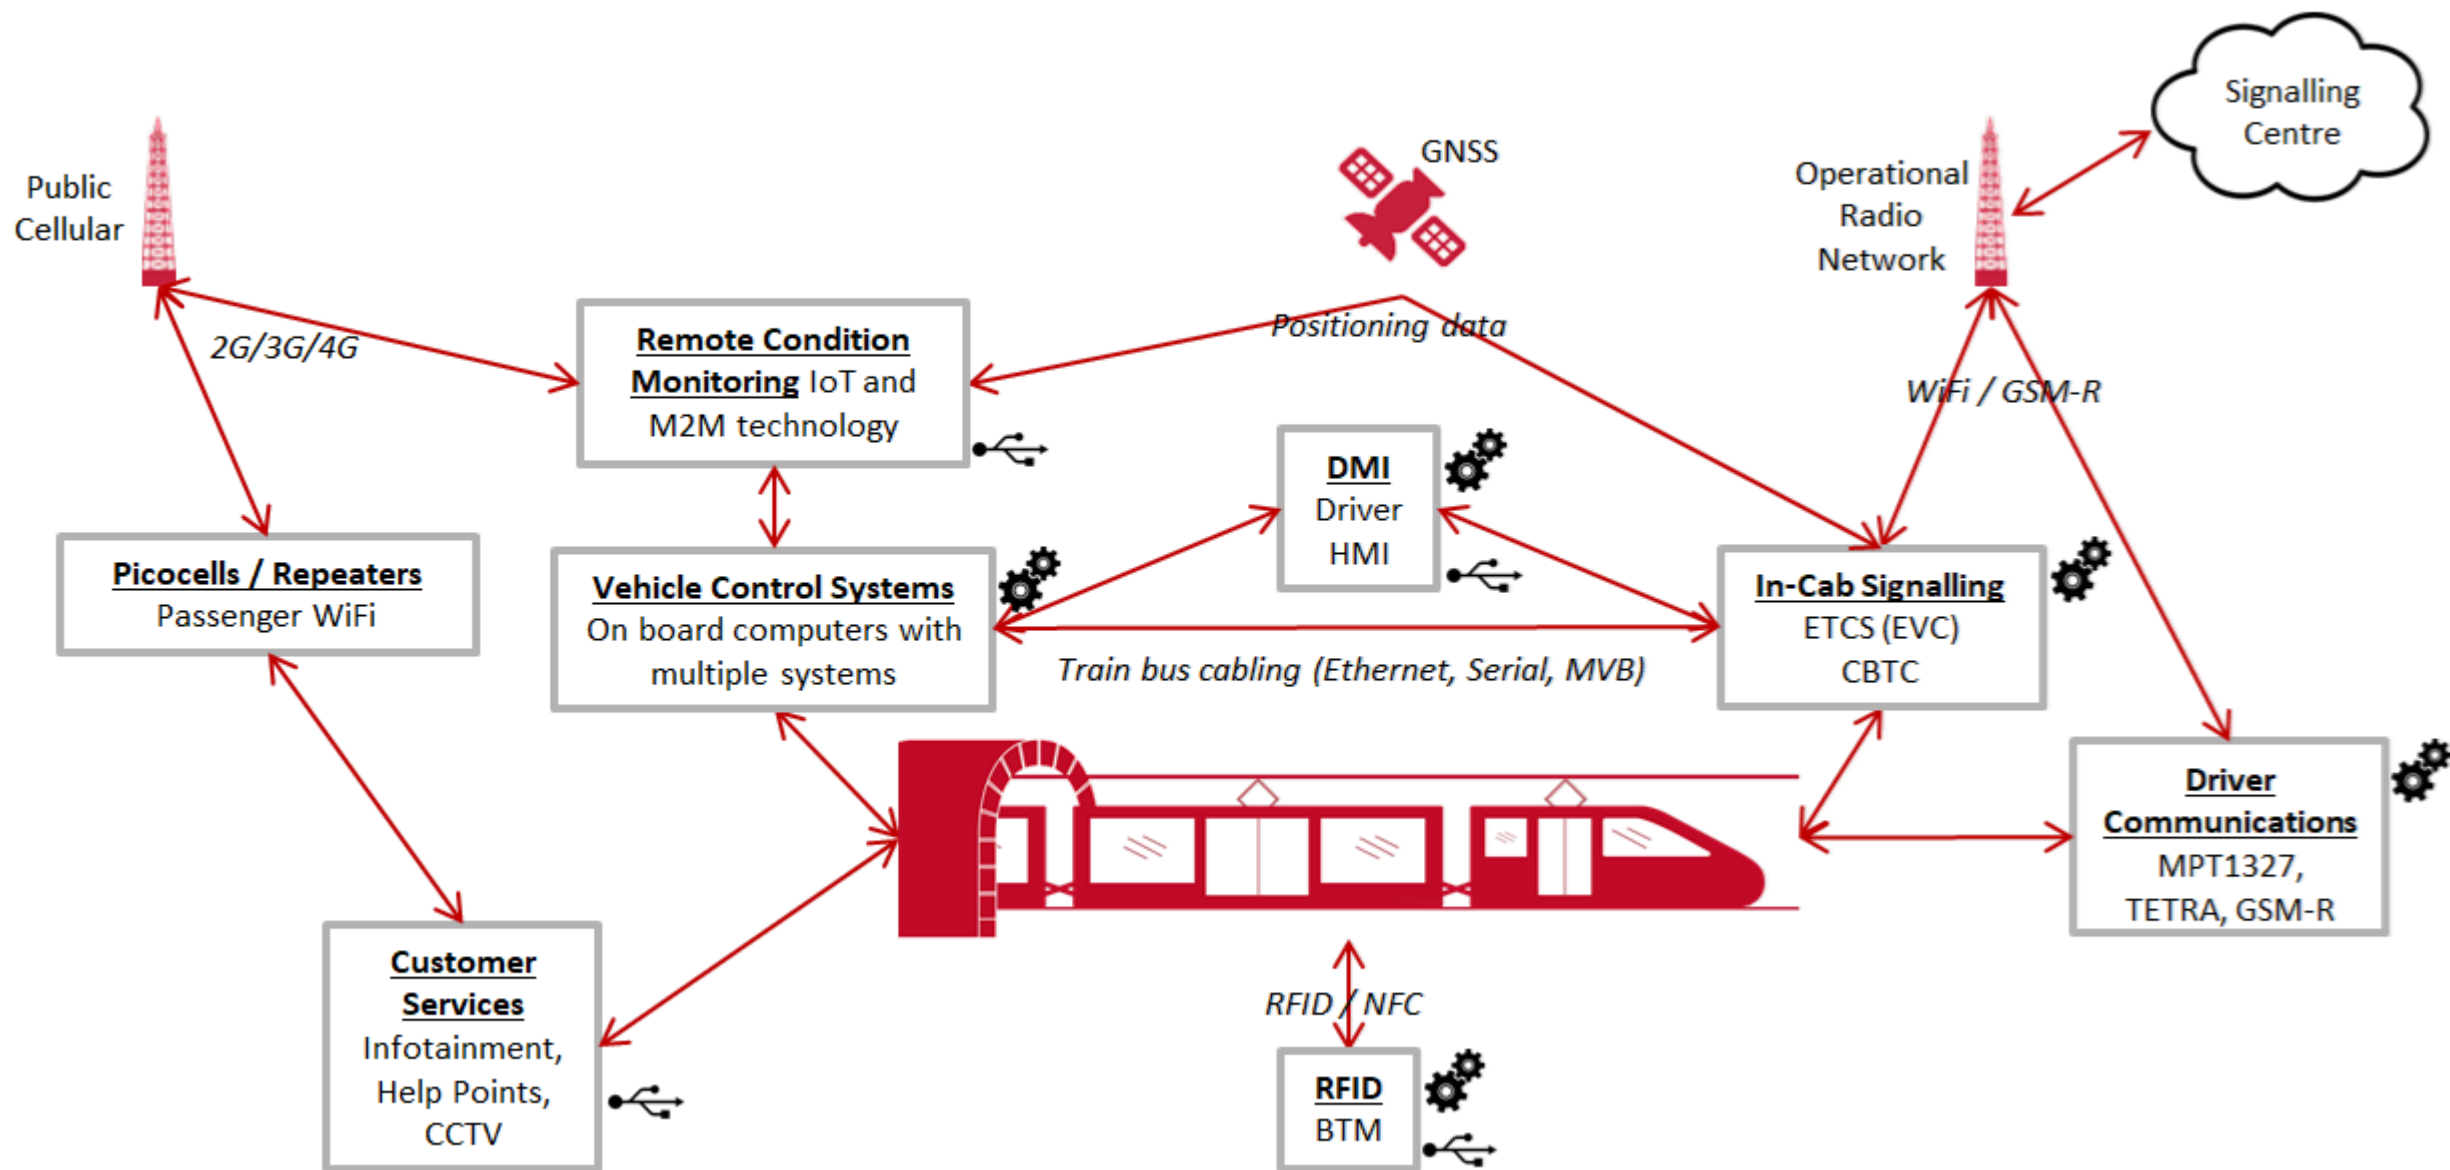 Signalling
Centre
GNSS
Public
Cellular
Operational
Radio
Network
2G/3G/4G
Remote Condition
Monitoring IoT and
M2M technology
Positioning data
WiFi / GSM-R
DMI
Driver
HMI
Picocells / Repeaters
Passenger WiFi
Vehicle Control Systems
On board computers with
multiple systems
Train bus cabling (Ethernet, Serial, MVB)
In-Cab Signalling
ETCS (EVC)
CBTC
Driver
Communications
MPT1327,
TETRA, GSM-R
Customer
Services
Infotainment,
Help Points,
CCTV
RFID / NFC
RFID
BTM